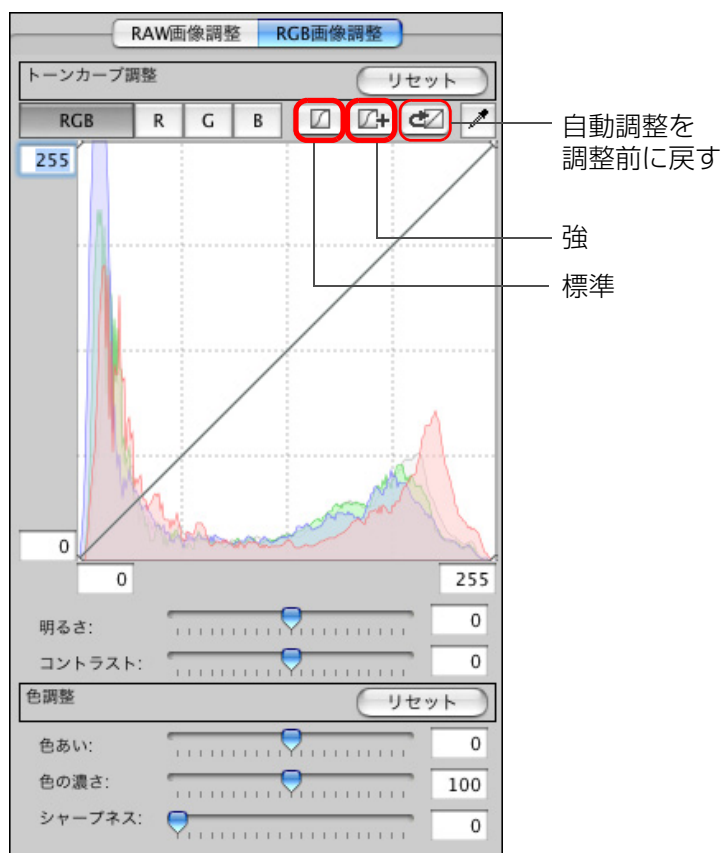 RAW画像調整 RGB画像調整
トーンカーブ調整 リセット
RGB R G B
自動調整を
調整前に戻す
強
標準
255
0
0 255
明るさ: 0
コントラスト: 0
色調整 リセット
色あい: 0
色の濃さ: 100
シャープネス: 0